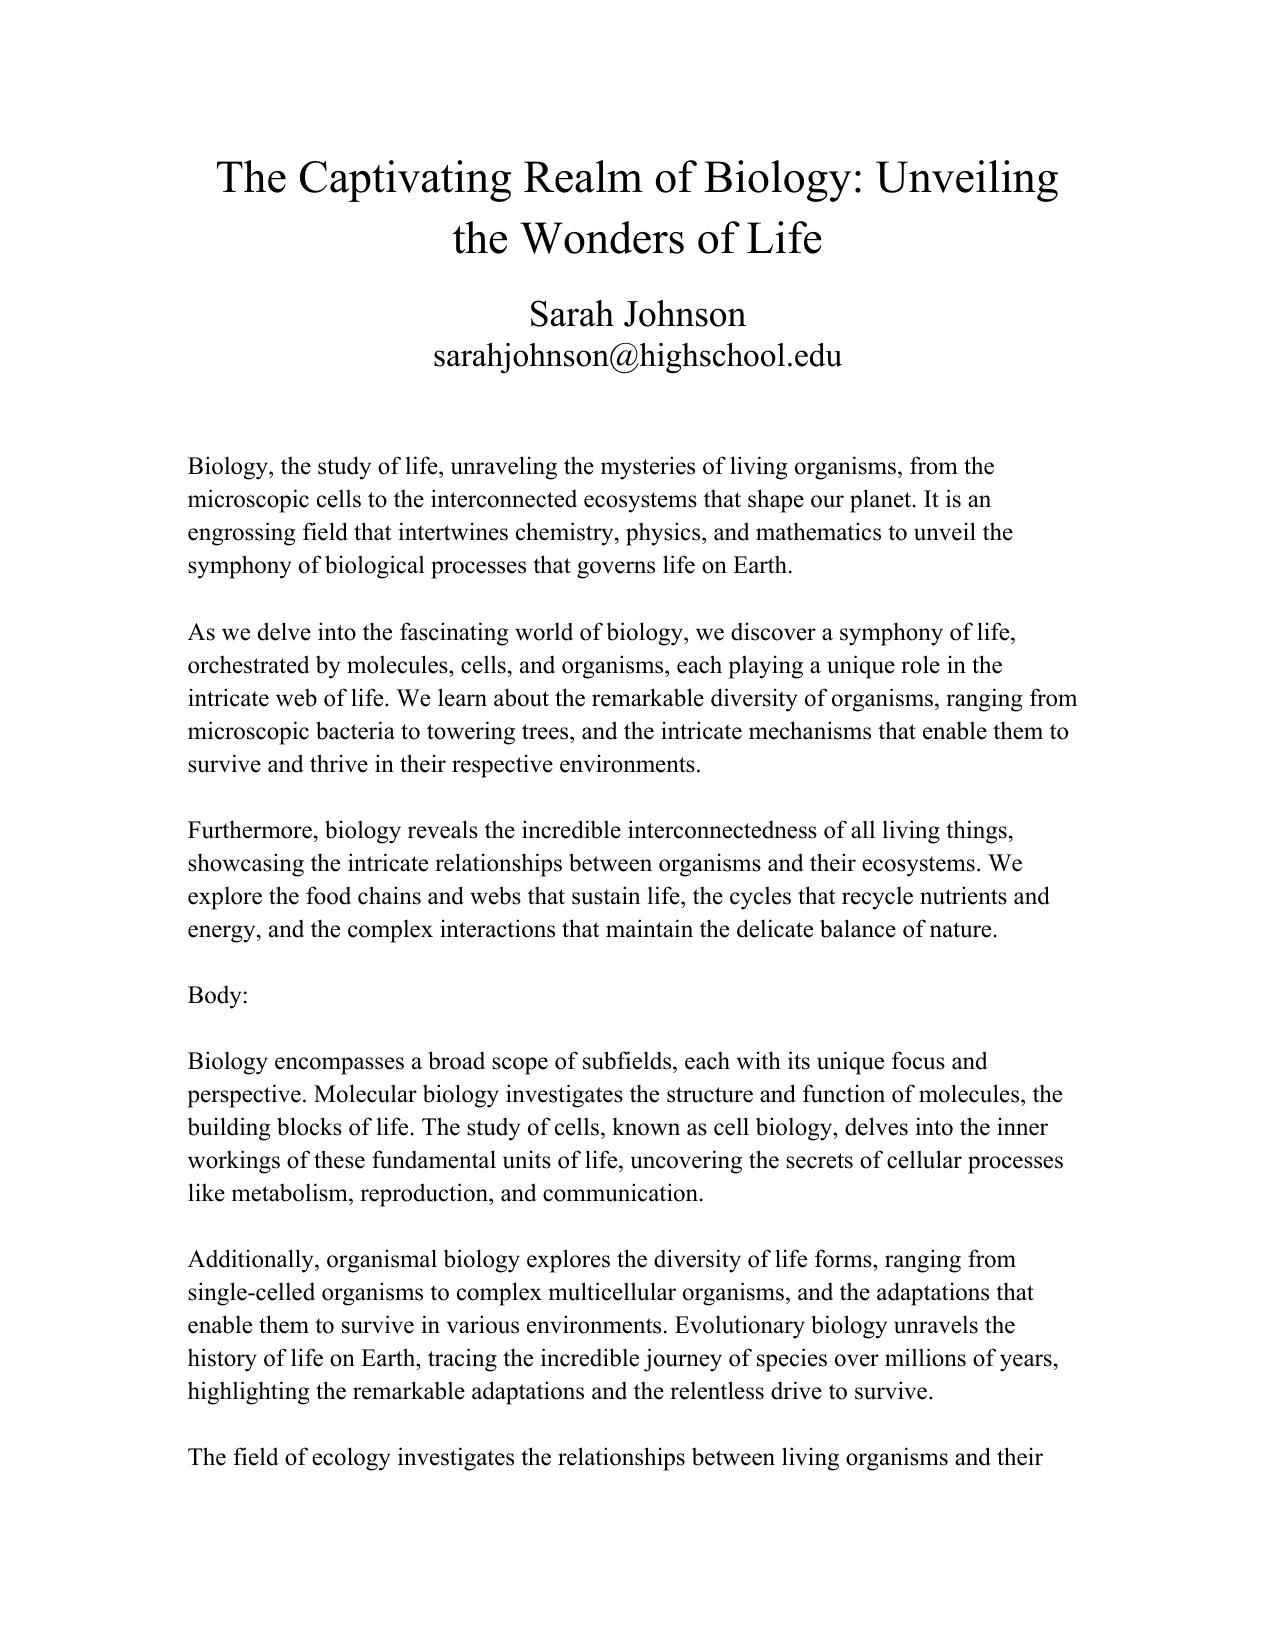 The Captivating Realm of Biology: Unveiling
the Wonders of Life
Sarah Johnson
sarahjohnson@highschool.edu
Biology, the study of life, unraveling the mysteries of living organisms, from the
microscopic cells to the interconnected ecosystems that shape our planet. It is an
engrossing field that intertwines chemistry, physics, and mathematics to unveil the
symphony of biological processes that governs life on Earth.
As we delve into the fascinating world of biology, we discover a symphony of life,
orchestrated by molecules, cells, and organisms, each playing a unique role in the
intricate web of life. We learn about the remarkable diversity of organisms, ranging from
microscopic bacteria to towering trees, and the intricate mechanisms that enable them to
survive and thrive in their respective environments.
Furthermore, biology reveals the incredible interconnectedness of all living things,
showcasing the intricate relationships between organisms and their ecosystems. We
explore the food chains and webs that sustain life, the cycles that recycle nutrients and
energy, and the complex interactions that maintain the delicate balance of nature.
Body:
Biology encompasses a broad scope of subfields, each with its unique focus and
perspective. Molecular biology investigates the structure and function of molecules, the
building blocks of life. The study of cells, known as cell biology, delves into the inner
workings of these fundamental units of life, uncovering the secrets of cellular processes
like metabolism, reproduction, and communication.
Additionally, organismal biology explores the diversity of life forms, ranging from
single-celled organisms to complex multicellular organisms, and the adaptations that
enable them to survive in various environments. Evolutionary biology unravels the
history of life on Earth, tracing the incredible journey of species over millions of years,
highlighting the remarkable adaptations and the relentless drive to survive.
The field of ecology investigates the relationships between living organisms and their